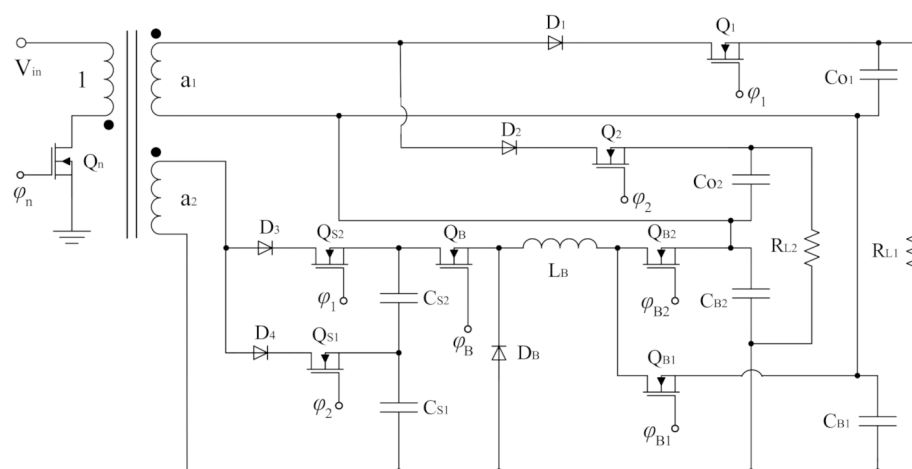 D1
Q1
Vin
1
a1
Co1
φ1
D2
Q2
Qn
Co2
φn
a2
φ2
D3
QS2
QB
QB2
RL2
RL1
LB
φ1
CS2
φB2
CB2
D4
QS1
φB
DB
QB1
φ2
CS1
φB1
CB1